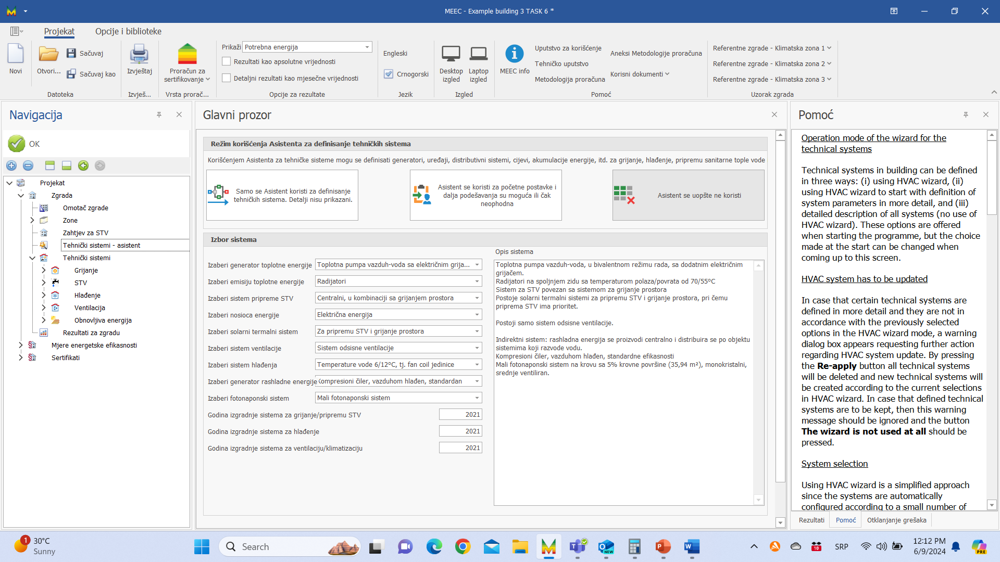 MEEC - Example building 3 TASK 6 *
Projekat
Opcije i biblioteke
Novi
Otvori...
Sačuvaj
Sačuvaj kao
Datoteka
Izvještaj
Izvješ...
Proračun za
sertifikovanje
Vrsta prorač...
Prikaži
Potrebna energija
Rezultati kao apsolutne vrijednosti
Detaljni rezultati kao mjesečne vrijednosti
Opcije za rezultate
Engleski
Crnogorski
Jezik
Desktop
izgled
Laptop
izgled
Izgled
MEEC info
Uputstvo za korišćenje
Tehničko uputstvo
Metodologija proračuna
Aneksi Metodologije proračuna
Korisni dokumenti
Pomoć
Referentne zgrade - Klimatska zona 1
Referentne zgrade - Klimatska zona 2
Referentne zgrade - Klimatska zona 3
Uzorak zgrada
Navigacija
OK
Projekat
Zgrada
Omotač zgrade
Zone
Zahtjev za STV
Tehnički sistemi - asistent
Tehnički sistemi
Grijanje
STV
Hlađenje
Ventilacija
Obnovljiva energija
Rezultati za zgradu
Mjere energetske efikasnosti
Sertifikati
Glavni prozor
Režim korišćenja Asistenta za definisanje tehničkih sistema
Korišćenjem Asistenta za tehničke sisteme mogu se definisati generatori, uređaji, distributivni sistemi, cijevi, akumulacije energije, itd. za grijanje, hlađenje, pripremu sanitarne tople vode
Samo se Asistent koristi za definisanje
tehničkih sistema. Detalji nisu prikazani.
Asistent se koristi za početne postavke i
dalja podešavanja su moguća ili čak
neophodna
Asistent se uopšte ne koristi
Izbor sistema
Izaberi generator toplotne energije
Toplotna pumpa vazduh-voda sa električnim grija...
Izaberi emisiju toplotne energije
Radijatori
Izaberi sistem pripreme STV
Centralni, u kombinaciji sa grijanjem prostora
Izaberi nosioca energije
Električna energija
Izaberi solarni termalni sistem
Za pripremu STV i grijanje prostora
Izaberi sistem ventilacije
Sistem odsisne ventilacije
Izaberi sistem hlađenja
Temperature vode 6/12°C, tj. fan coil jedinice
Izaberi generator rashladne energije
Kompresioni čiler, vazduhom hlađen, standardan
Izaberi fotonaponski sistem
Mali fotonaponski sistem
Godina izgradnje sistema za grijanje/pripremu STV
2021
Godina izgradnje sistema za hlađenje
2021
Godina izgradnje sistema za ventilaciju/klimatizaciju
2021
Opis sistema
Toplotna pumpa vazduh-voda, u bivalentnom režimu rada, sa dodatnim električnim
grijačem.
Radijatori na spoljnjem zidu sa temperaturom polaza/povrata od 70/55°C
Sistem za STV povezan sa sistemom za grijanje prostora
Postoje solarni termalni sistemi za pripremu STV i grijanje prostora, pri čemu
priprema STV ima prioritet.
Postoji samo sistem odsisne ventilacije.
Indirektni sistem: rashladna energija se proizvodi centralno i distribuira se po objektu
sistemima koji razvode vodu.
Kompresioni čiler, vazduhom hlađen, standardne efikasnosti
Mali fotonaponski sistem na krovu sa 5% krovne površine (35,94 m²), monokristalni,
srednje ventiliran.
Pomoć
Operation mode of the wizard for the
technical systems
Technical systems in building can be defined
in three ways: (i) using HVAC wizard, (ii)
using HVAC wizard to start with definition of
system parameters in more detail, and (iii)
detailed description of all systems (no use of
HVAC wizard). These options are offered
when starting the programme, but the choice
made at the start can be changed when
coming up to this screen.
HVAC system has to be updated
In case that certain technical systems are
defined in more detail and they are not in
accordance with the previously selected
options in the HVAC wizard mode, a warning
dialog box appears requesting further action
regarding HVAC system update. By pressing
the Re-apply button all technical systems
will be deleted and new technical systems will
be created according to the current selections
in HVAC wizard. In case that defined technical
systems are to be kept, then this warning
message should be ignored and the button
The wizard is not used at all should be
pressed.
System selection
Using HVAC wizard is a simplified approach
since the systems are automatically
configured according to a small number of
Rezultati
Pomoć
Otklanjanje grešaka
1
30°C
Sunny
Search
NEW
10
SRP
12:12 PM
6/9/2024
PRE